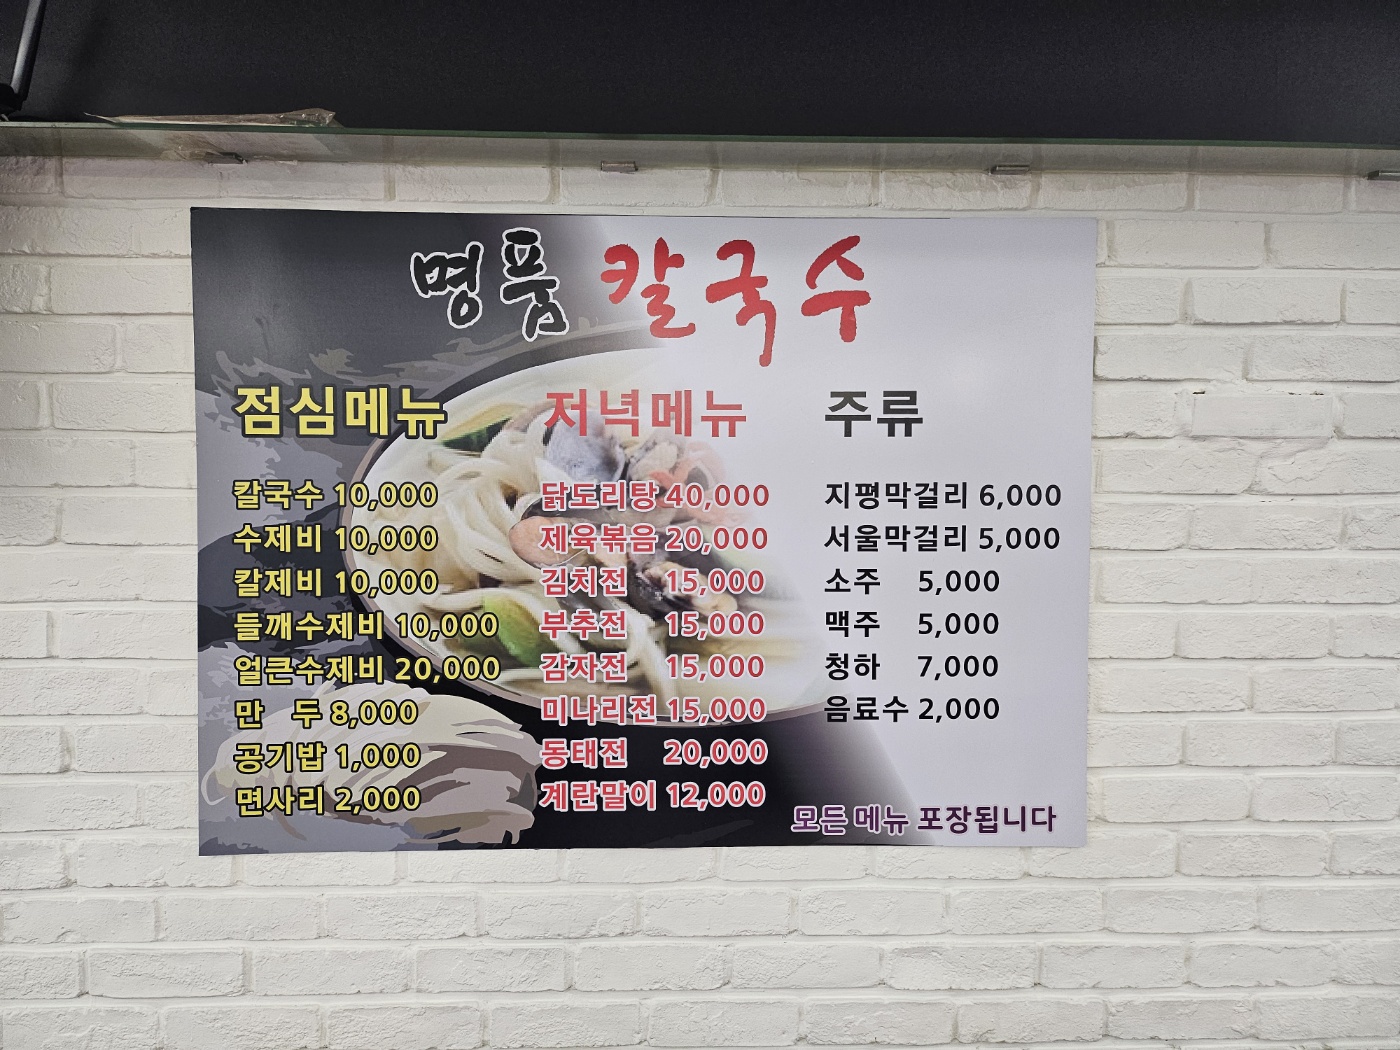 명품 칼국수
점심메뉴
칼국수 10,000
수제비 10,000
칼제비 10,000
들깨수제비 10,000
얼큰수제비 20,000
만 두 8,000
공기밥 1,000
면사리 2,000
저녁메뉴
닭도리탕 40,000
제육볶음 20,000
김치전 15,000
부추전 15,000
감자전 15,000
미나리전 15,000
동태전 20,000
계란말이 12,000
주류
지평막걸리 6,000
서울막걸리 5,000
소주 5,000
맥주 5,000
청하 7,000
음료수 2,000
모든 메뉴 포장됩니다